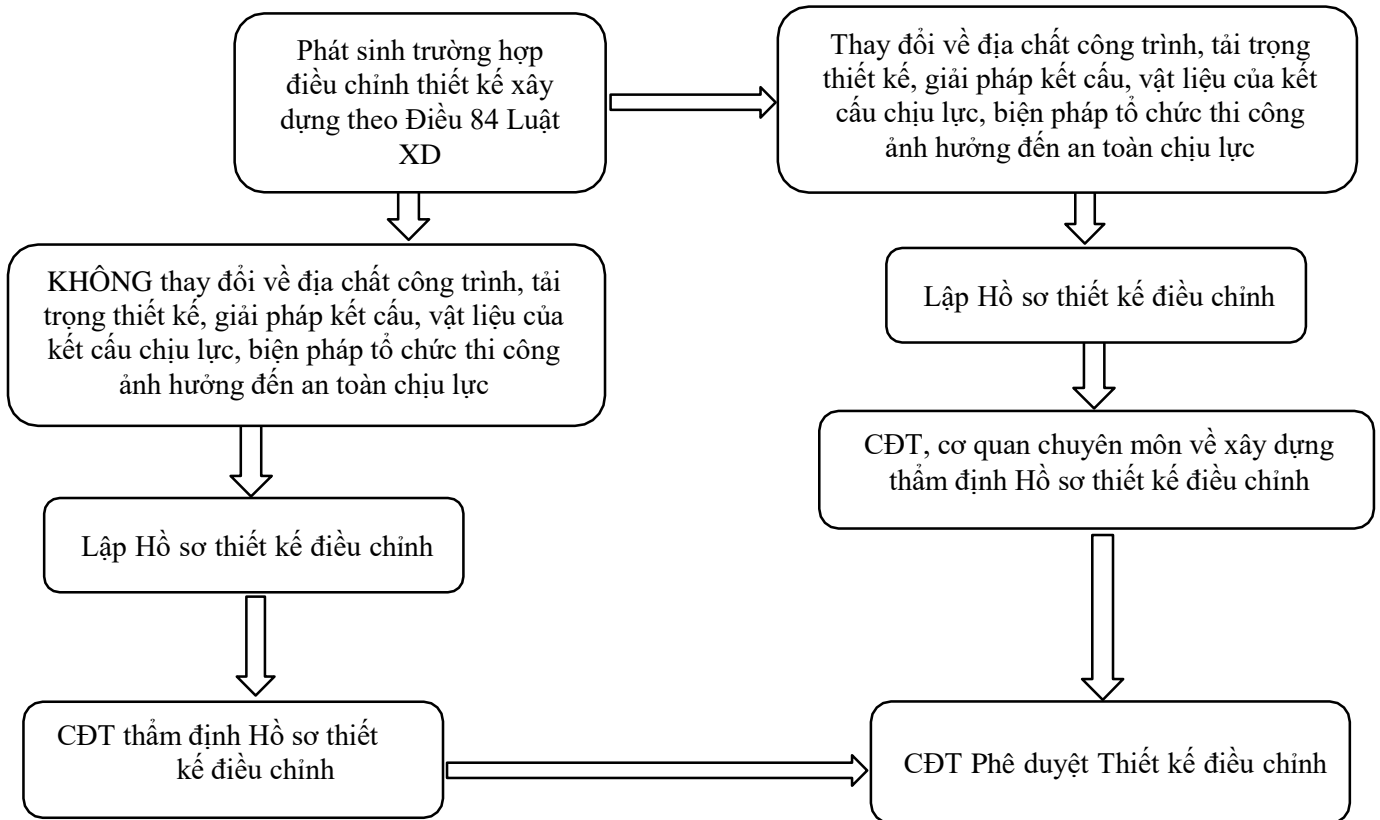 Phát sinh trường hợp
điều chỉnh thiết kế xây
dựng theo Điều 84 Luật
XD
Thay đổi về địa chất công trình, tải trọng
thiết kế, giải pháp kết cấu, vật liệu của kết
cấu chịu lực, biện pháp tổ chức thi công
ảnh hưởng đến an toàn chịu lực
KHÔNG thay đổi về địa chất công trình, tải
trọng thiết kế, giải pháp kết cấu, vật liệu của
kết cấu chịu lực, biện pháp tổ chức thi công
ảnh hưởng đến an toàn chịu lực
Lập Hồ sơ thiết kế điều chỉnh
CĐT, cơ quan chuyên môn về xây dựng
thẩm định Hồ sơ thiết kế điều chỉnh
Lập Hồ sơ thiết kế điều chỉnh
CĐT thẩm định Hồ sơ thiết
kế điều chỉnh
CĐT Phê duyệt Thiết kế điều chỉnh